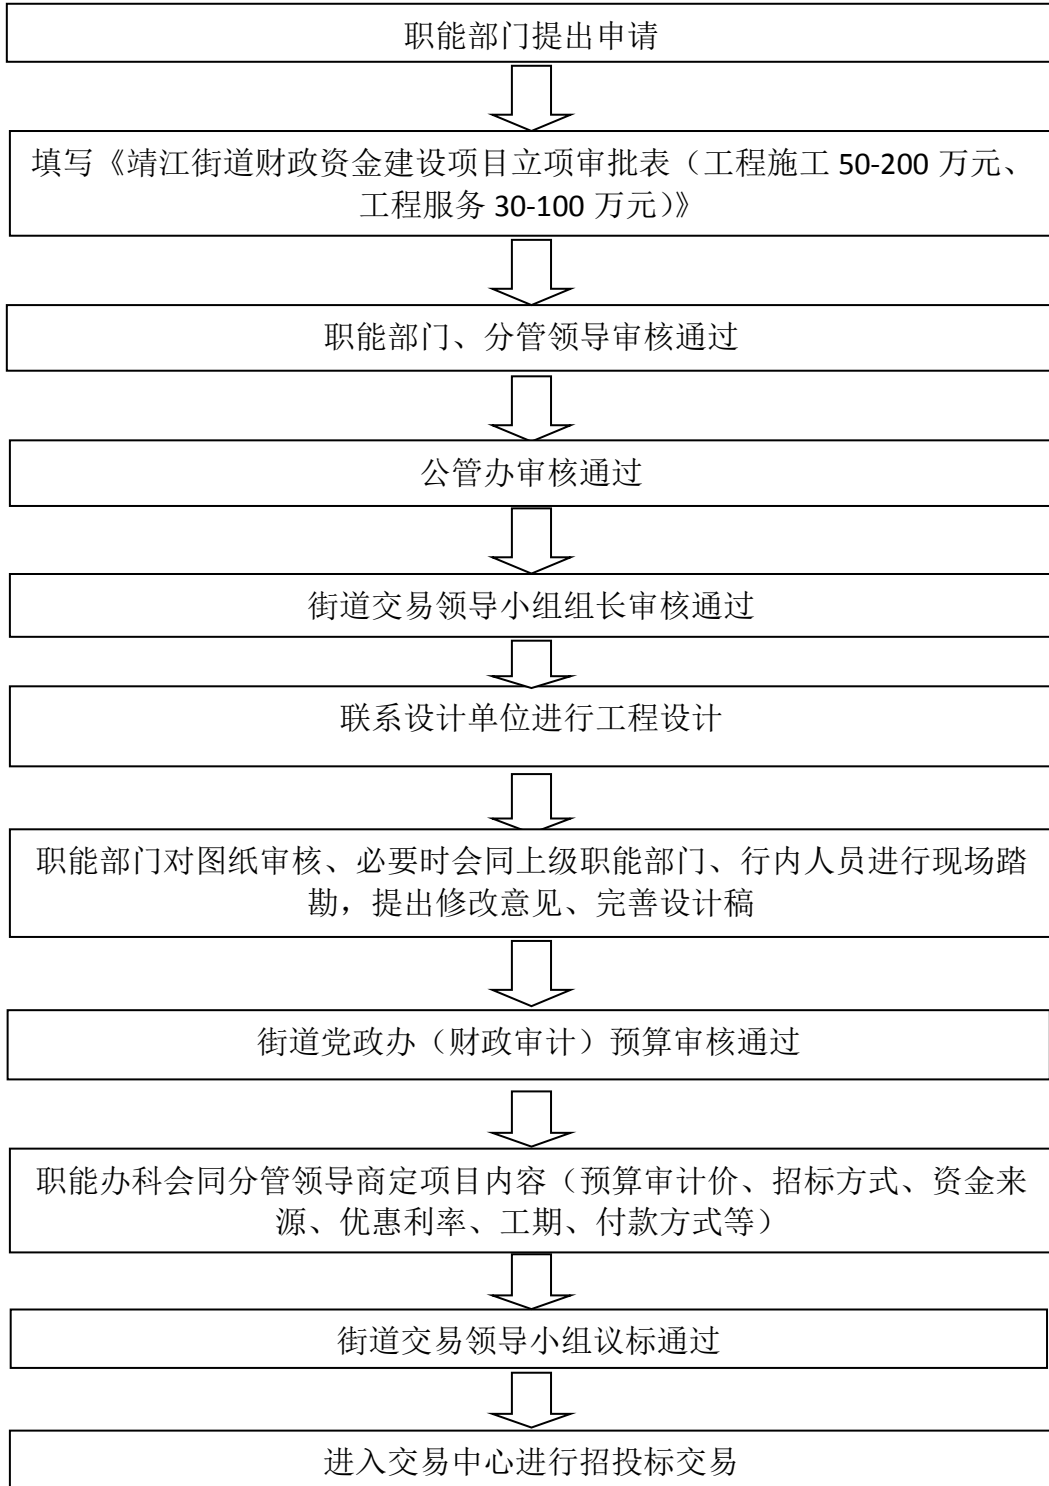 职能部门提出申请
填写《靖江街道财政资金建设项目立项审批表（工程施工 50-200 万元、
工程服务 30-100 万元）》
职能部门、分管领导审核通过
公管办审核通过
街道交易领导小组组长审核通过
联系设计单位进行工程设计
职能部门对图纸审核、必要时会同上级职能部门、行内人员进行现场踏
勘，提出修改意见、完善设计稿
街道党政办（财政审计）预算审核通过
职能办科会同分管领导商定项目内容（预算审计价、招标方式、资金来
源、优惠利率、工期、付款方式等）
街道交易领导小组议标通过
进入交易中心进行招投标交易